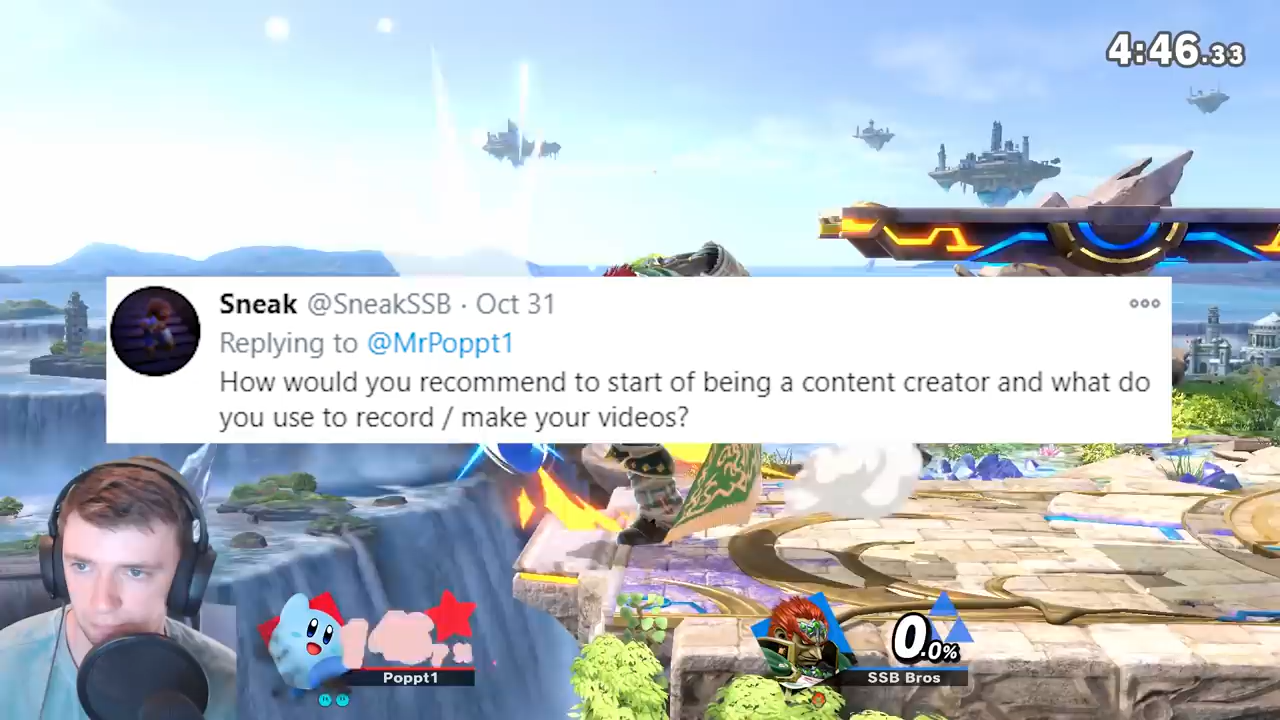 4:46.33
Sneak @SneakSSB · Oct 31
Replying to @MrPoppt1
How would you recommend to start of being a content creator and what do
you use to record / make your videos?
0.0%
Poppt1
SSB Bros